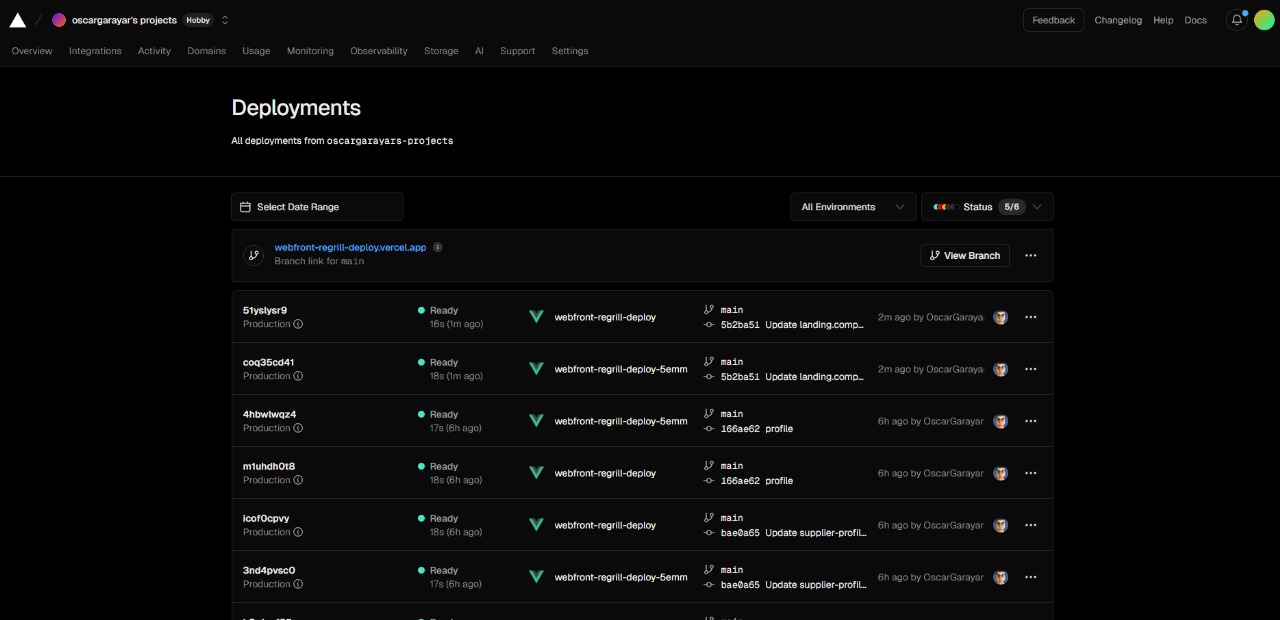 oscargarayar's projects Hobby
Feedback Changelog Help Docs
Overview Integrations Activity Domains Usage Monitoring Observability Storage AI Support Settings
Deployments
All deployments from oscargarayars-projects
Select Date Range All Environments Status 5/6
webfront-regrill-deploy.vercel.app
Branch link for main
View Branch
51yslysr9 Ready main
webfront-regrill-deploy 2m ago by OscarGarayar
Production 16s (1m ago) 5b2ba51 Update landing.comp…
coq35cd41 Ready main
webfront-regrill-deploy-5emm 2m ago by OscarGarayar
Production 18s (1m ago) 5b2ba51 Update landing.comp…
4hbwlwqz4 Ready main
webfront-regrill-deploy-5emm 6h ago by OscarGarayar
Production 17s (6h ago) 166ae62 profile
m1uhdh0t8 Ready main
webfront-regrill-deploy 6h ago by OscarGarayar
Production 18s (6h ago) 166ae62 profile
icof0cpvy Ready main
webfront-regrill-deploy 6h ago by OscarGarayar
Production 18s (6h ago) bae0a65 Update supplier-profil…
3nd4pvsc0 Ready main
webfront-regrill-deploy-5emm 6h ago by OscarGarayar
Production 17s (6h ago) bae0a65 Update supplier-profil…